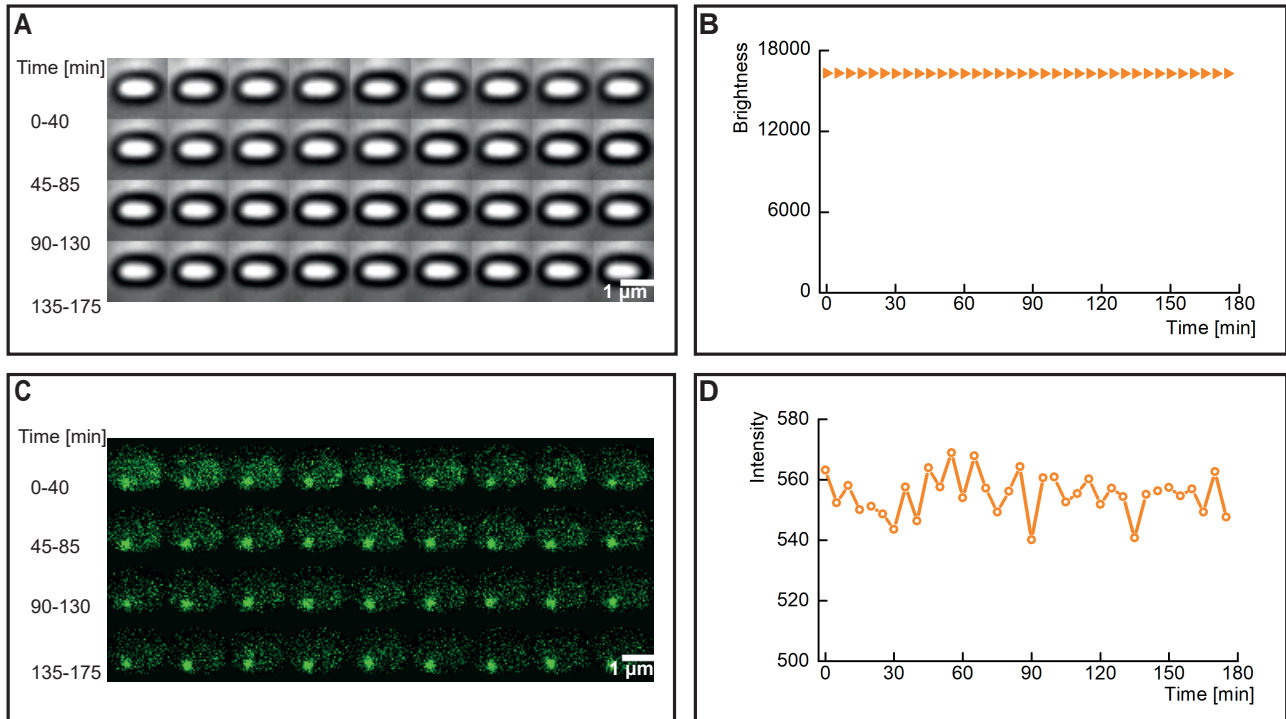 A
Time [min]
0-40
45-85
90-130
135-175
1 µm
B
Brightness
18000
12000
6000
0
0 30 60 90 120 150 180
Time [min]
C
Time [min]
0-40
45-85
90-130
135-175
1 µm
D
Intensity
580
560
540
520
500
0 30 60 90 120 150 180
Time [min]